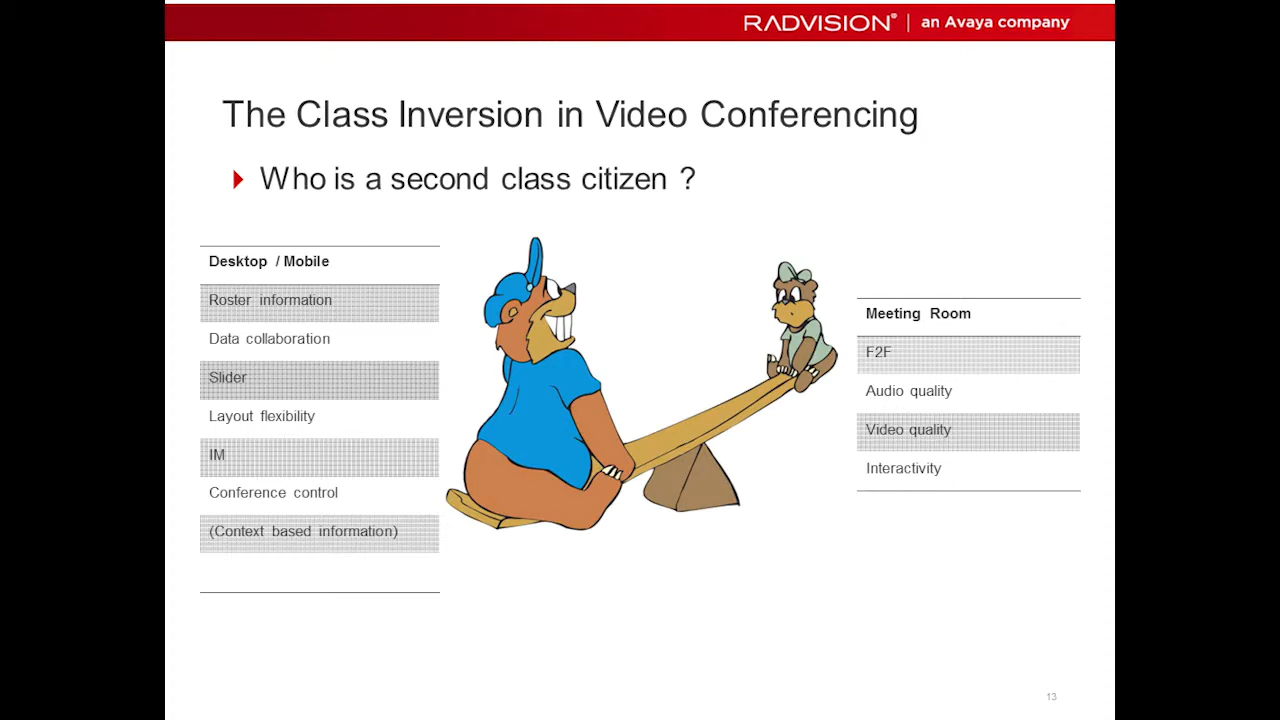 RADVISION® | an Avaya company
The Class Inversion in Video Conferencing
Who is a second class citizen ?
Desktop / Mobile
Roster information
Data collaboration
Slider
Layout flexibility
IM
Conference control
(Context based information)
Meeting Room
F2F
Audio quality
Video quality
Interactivity
13